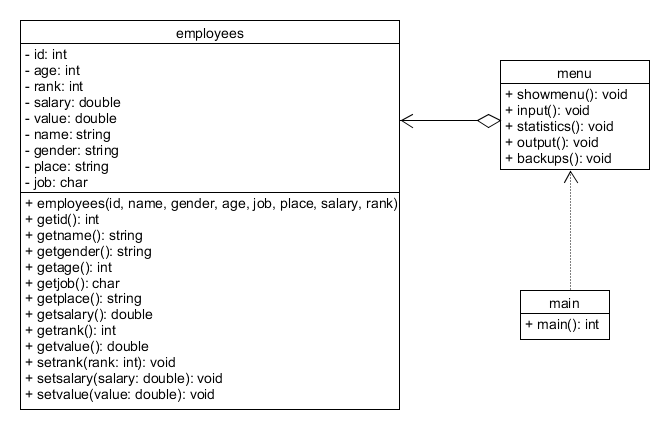 employees
- id: int
- age: int
- rank: int
- salary: double
- value: double
- name: string
- gender: string
- place: string
- job: char
+ employees(id, name, gender, age, job, place, salary, rank)
+ getid(): int
+ getname(): string
+ getgender(): string
+ getage(): int
+ getjob(): char
+ getplace(): string
+ getsalary(): double
+ getrank(): int
+ getvalue(): double
+ setrank(rank: int): void
+ setsalary(salary: double): void
+ setvalue(value: double): void
menu
+ showmenu(): void
+ input(): void
+ statistics(): void
+ output(): void
+ backups(): void
main
+ main(): int